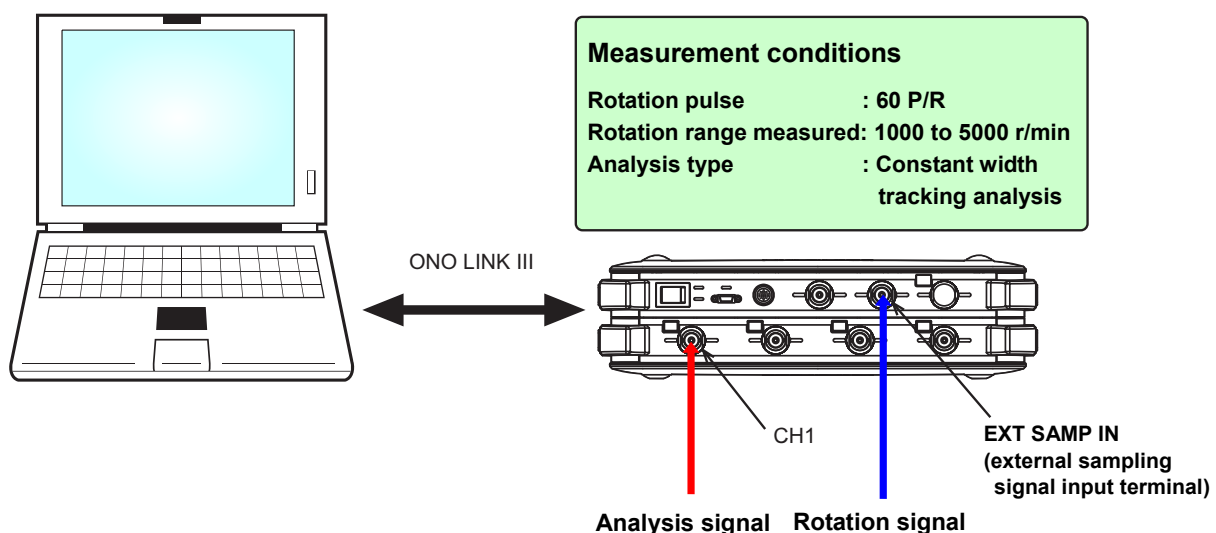 Measurement conditions
Rotation pulse : 60 P/R
Rotation range measured: 1000 to 5000 r/min
Analysis type : Constant width
tracking analysis
ONO LINK III
CH1
EXT SAMP IN
(external sampling
signal input terminal)
Analysis signal
Rotation signal